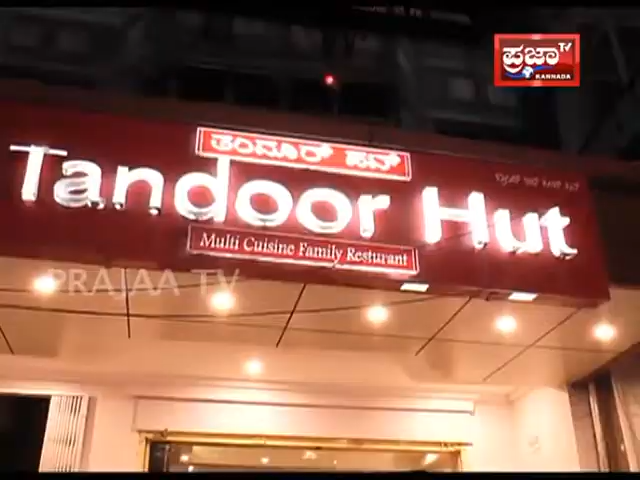 ಪ್ರಜಾ TV
KANNADA
ತಂದೂರ್ ಹಟ್
Tandoor Hut
Multi Cuisine Family Resturant
PRAJAA TV